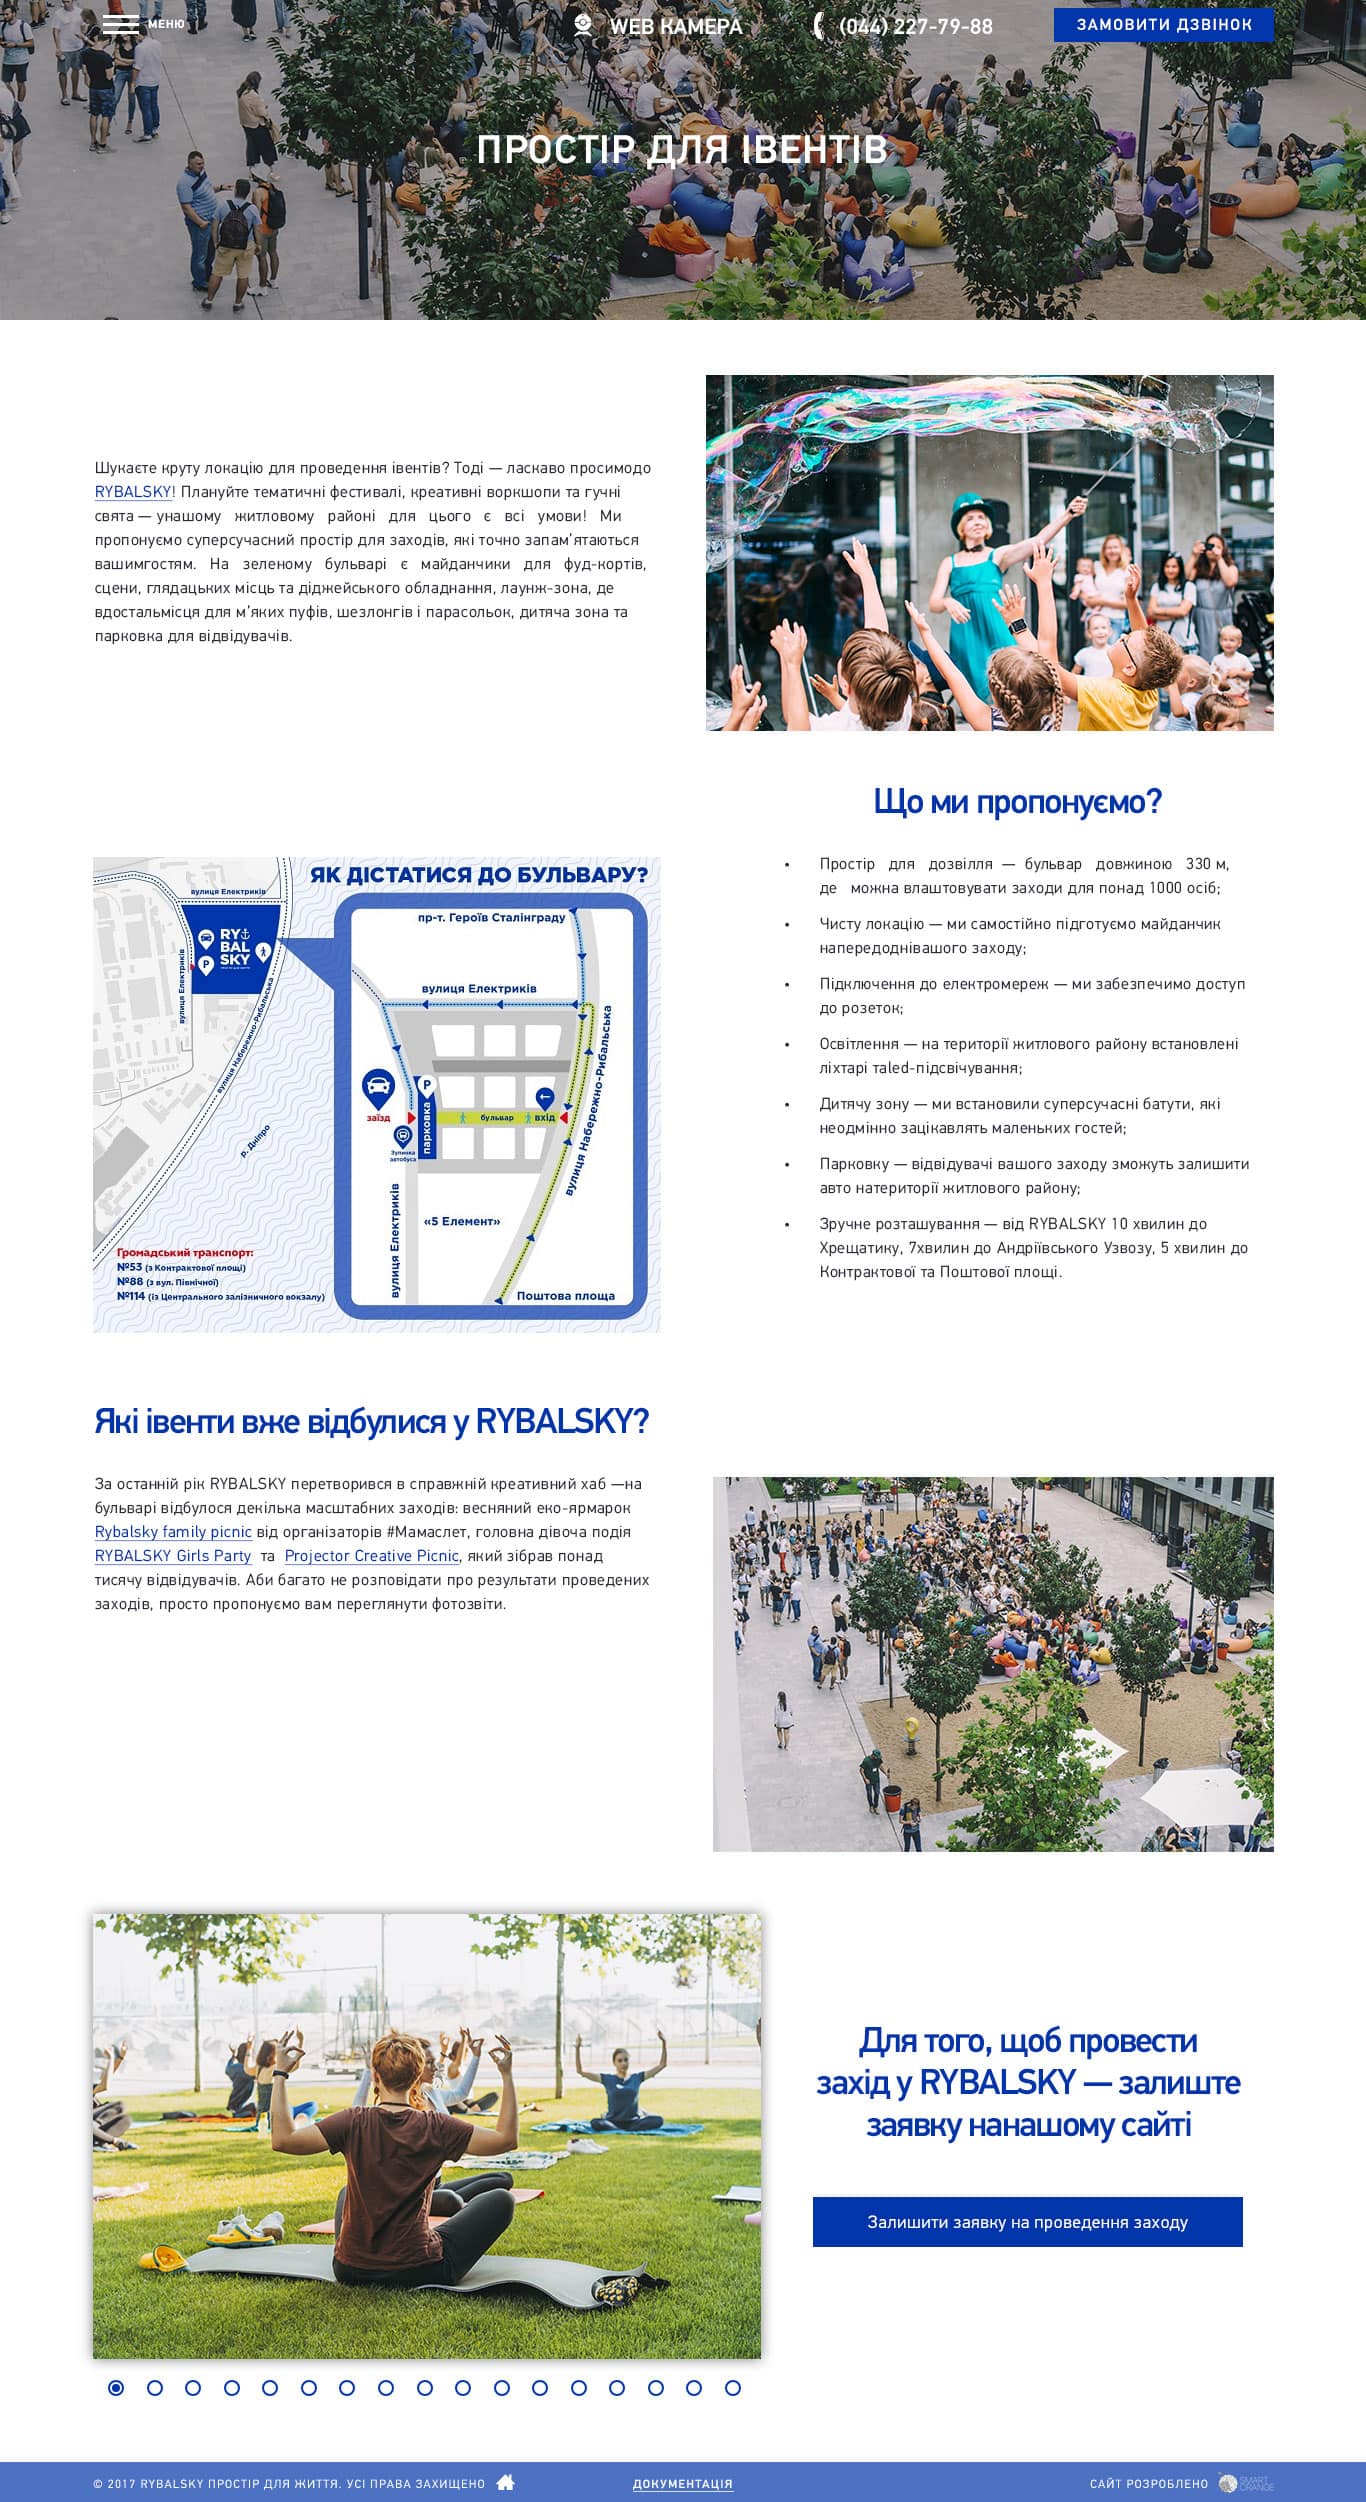 МЕНЮ
WEB КАМЕРА
(044) 227-79-88
ЗАМОВИТИ ДЗВІНОК
ПРОСТІР ДЛЯ ІВЕНТІВ
Шукаєте круту локацію для проведення івентів? Тоді — ласкаво просимодо
RYBALSKY! Плануйте тематичні фестивалі, креативні воркшопи та гучні
свята — унашому житловому районі для цього є всі умови! Ми
пропонуємо суперсучасний простір для заходів, які точно запам'ятаються
вашимгостям. На зеленому бульварі є майданчики для фуд-кортів,
сцени, глядацьких місць та діджейського обладнання, лаунж-зона, де
вдостальмісця для м'яких пуфів, шезлонгів і парасольок, дитяча зона та
парковка для відвідувачів.
Що ми пропонуємо?
• Простір для дозвілля — бульвар довжиною 330 м,
де можна влаштовувати заходи для понад 1000 осіб;
• Чисту локацію — ми самостійно підготуємо майданчик
напередоднівашого заходу;
• Підключення до електромереж — ми забезпечимо доступ
до розеток;
• Освітлення — на території житлового району встановлені
ліхтарі таled-підсвічування;
• Дитячу зону — ми встановили суперсучасні батути, які
неодмінно зацікавлять маленьких гостей;
• Парковку — відвідувачі вашого заходу зможуть залишити
авто натериторії житлового району;
• Зручне розташування — від RYBALSKY 10 хвилин до
Хрещатику, 7хвилин до Андріївського Узвозу, 5 хвилин до
Контрактової та Поштової площі.
ЯК ДІСТАТИСЯ ДО БУЛЬВАРУ?
вулиця Електриків
RY
BAL
SKY
P
вулиця Електриків
вулиця Набережно-Рибальська
р. Дніпро
пр-т. Героїв Сталінграду
вулиця Електриків
вулиця Набережно-Рибальська
P
заїзд
парковка
бульвар
вхід
Зупинка
автобуса
вулиця Електриків
«5 Елемент»
Поштова площа
Громадський транспорт:
№53 (з Контрактової площі)
№88 (з вул. Північної)
№114 (із Центрального залізничного вокзалу)
Які івенти вже відбулися у RYBALSKY?
За останній рік RYBALSKY перетворився в справжній креативний хаб —на
бульварі відбулося декілька масштабних заходів: весняний еко-ярмарок
Rybalsky family picnic від організаторів #Мамаслет, головна дівоча подія
RYBALSKY Girls Party та Projector Creative Picnic, який зібрав понад
тисячу відвідувачів. Аби багато не розповідати про результати проведених
заходів, просто пропонуємо вам переглянути фотозвіти.
Для того, щоб провести
захід у RYBALSKY — залиште
заявку нанашому сайті
Залишити заявку на проведення заходу
© 2017 RYBALSKY ПРОСТІР ДЛЯ ЖИТТЯ. УСІ ПРАВА ЗАХИЩЕНО
ДОКУМЕНТАЦІЯ
САЙТ РОЗРОБЛЕНО
SMART
ORANGE